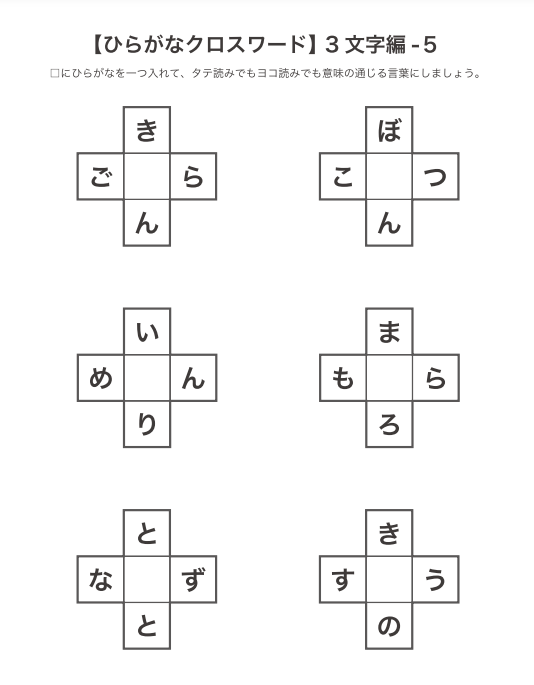 【ひらがなクロスワード】3文字編-5
□にひらがなを一つ入れて、タテ読みでもヨコ読みでも意味の通じる言葉にしましょう。
き ぼ
ご ら こ つ
ん ん
い ま
め ん も ら
り ろ
と き
な ず す う
と の